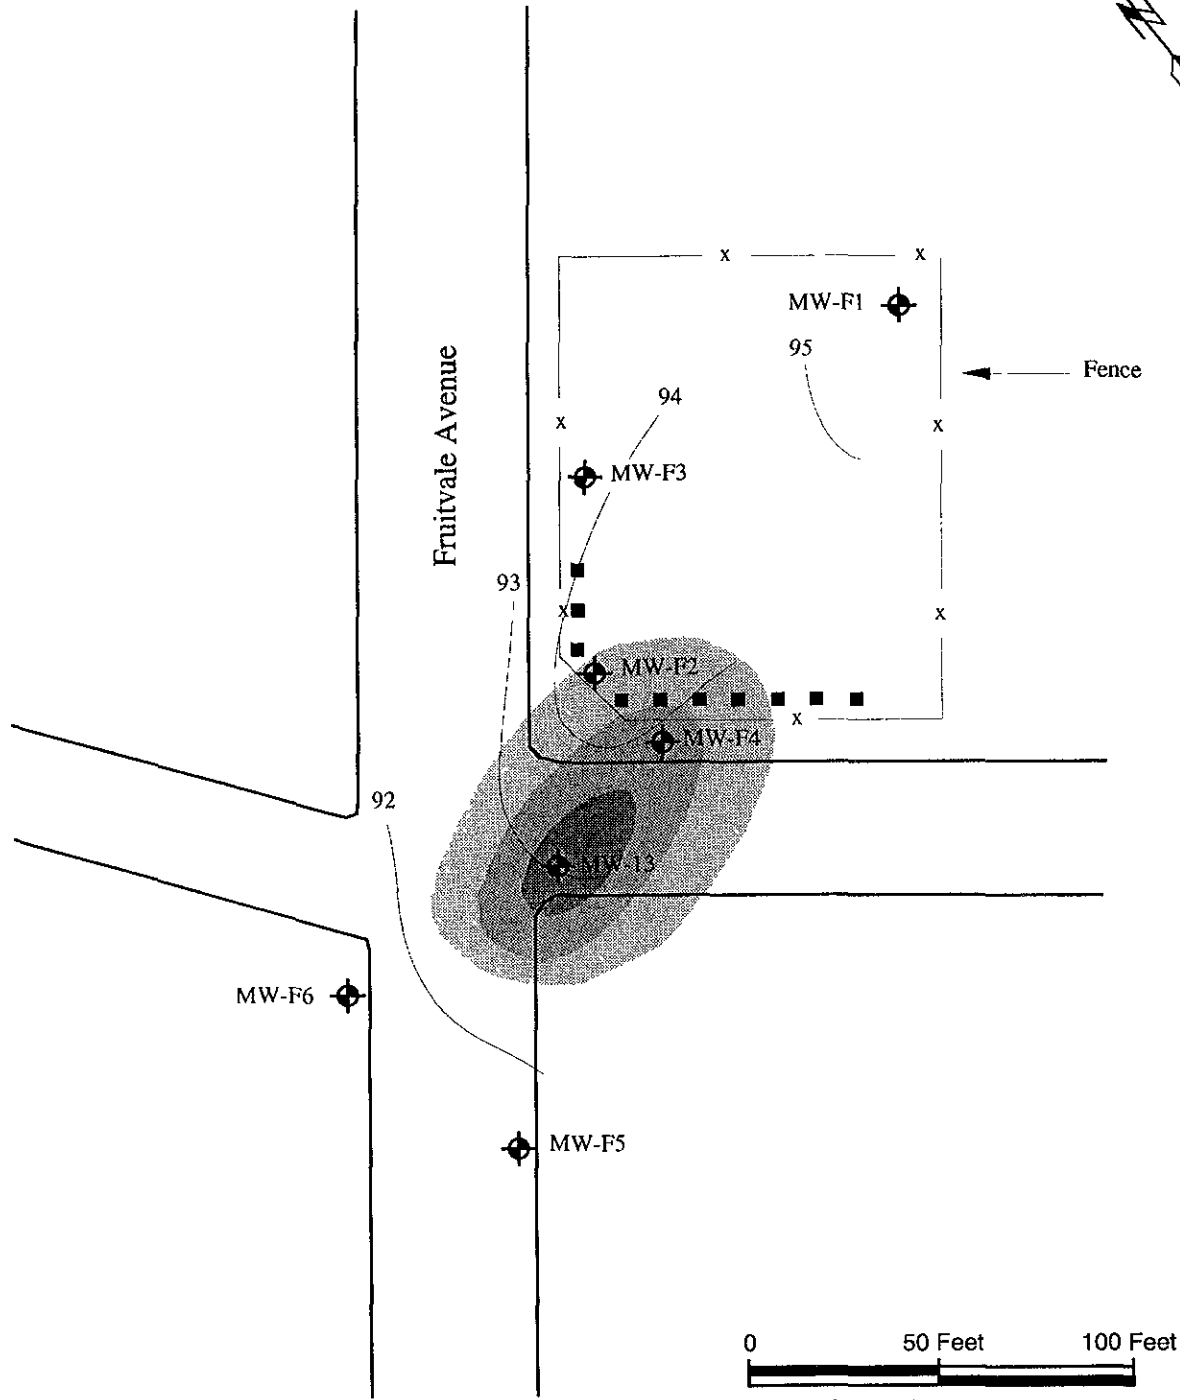 x
x
MW-F1
95
Fence
94
x
x
Fruitvale Avenue
MW-F3
93
x
x
MW-F2
x
MW-F4
92
MW-13
MW-F6
MW-F5
0 50 Feet 100 Feet